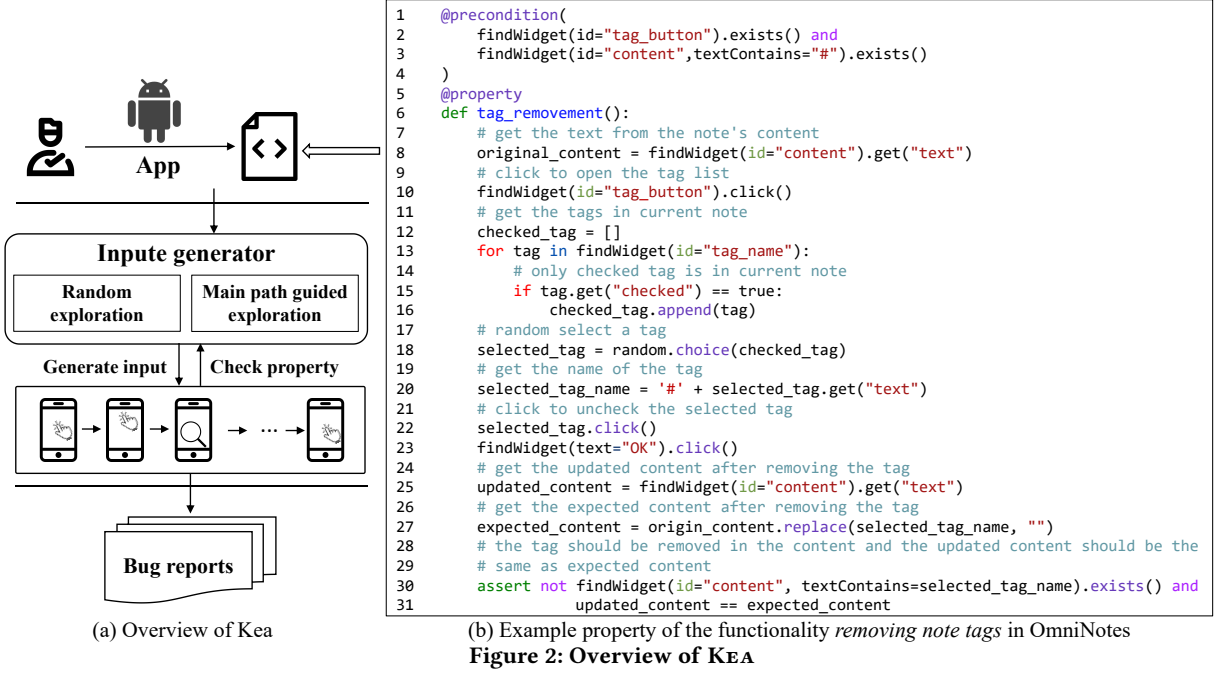 App
Inpute generator
Random
exploration
Main path guided
exploration
Generate input
Check property
...
Bug reports
(a) Overview of Kea
1 @precondition(
2 findWidget(id="tag_button").exists() and
3 findWidget(id="content",textContains="#").exists()
4 )
5 @property
6 def tag_removement():
7 # get the text from the note's content
8 original_content = findWidget(id="content").get("text")
9 # click to open the tag list
10 findWidget(id="tag_button").click()
11 # get the tags in current note
12 checked_tag = []
13 for tag in findWidget(id="tag_name"):
14 # only checked tag is in current note
15 if tag.get("checked") == true:
16 checked_tag.append(tag)
17 # random select a tag
18 selected_tag = random.choice(checked_tag)
19 # get the name of the tag
20 selected_tag_name = '#' + selected_tag.get("text")
21 # click to uncheck the selected tag
22 selected_tag.click()
23 findWidget(text="OK").click()
24 # get the updated content after removing the tag
25 updated_content = findWidget(id="content").get("text")
26 # get the expected content after removing the tag
27 expected_content = origin_content.replace(selected_tag_name, "")
28 # the tag should be removed in the content and the updated content should be the
29 # same as expected content
30 assert not findWidget(id="content", textContains=selected_tag_name).exists() and
31 updated_content == expected_content
(b) Example property of the functionality removing note tags in OmniNotes
Figure 2: Overview of KEA